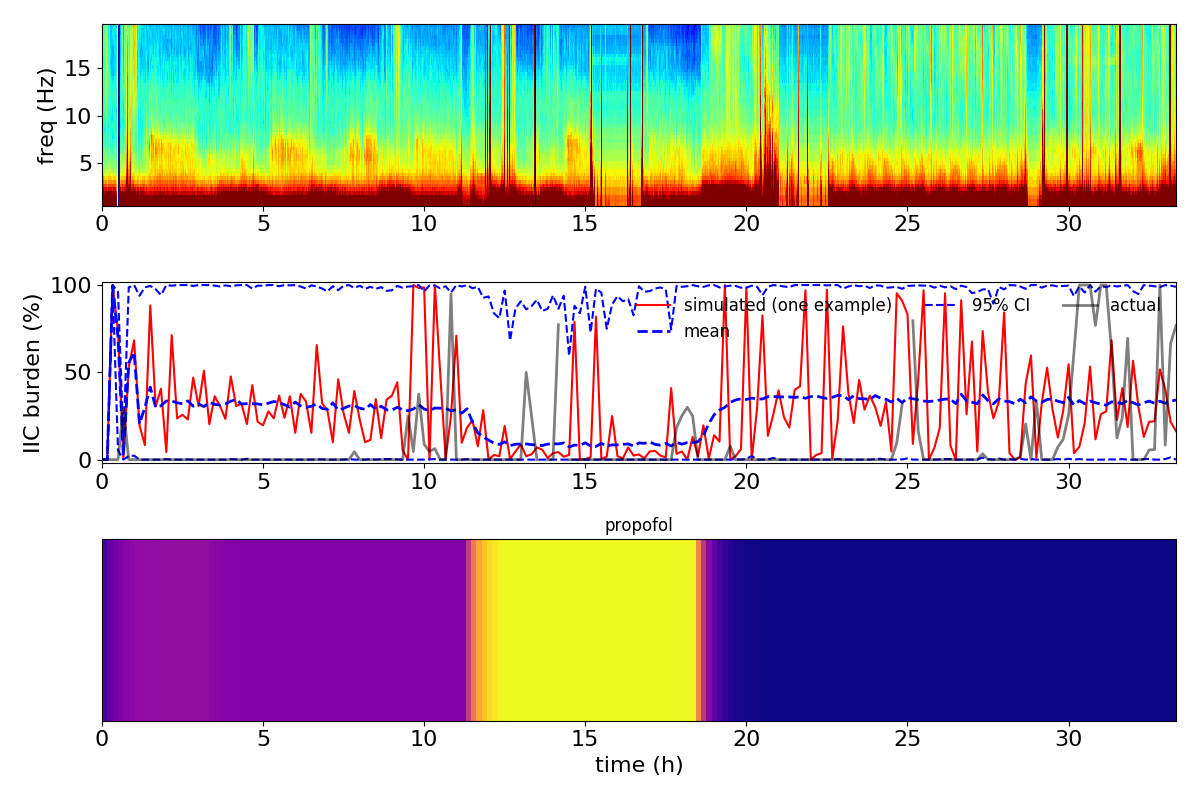 freq (Hz)
15
10
5
0 5 10 15 20 25 30
IIC burden (%)
100
50
0
simulated (one example) 95% CI actual
mean
0 5 10 15 20 25 30
propofol
0 5 10 15 20 25 30
time (h)